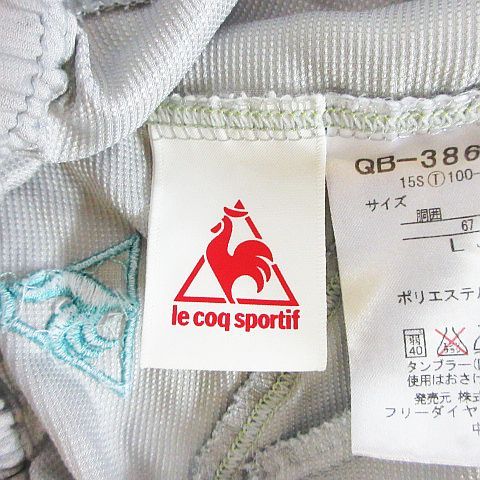 le coq sportif
QB-386
15S Ⓣ 100-
サイズ
胴囲
67
L
ポリエステル
弱
40
タンブラー
使用はおさけ
発売元 株式
フリーダイヤ